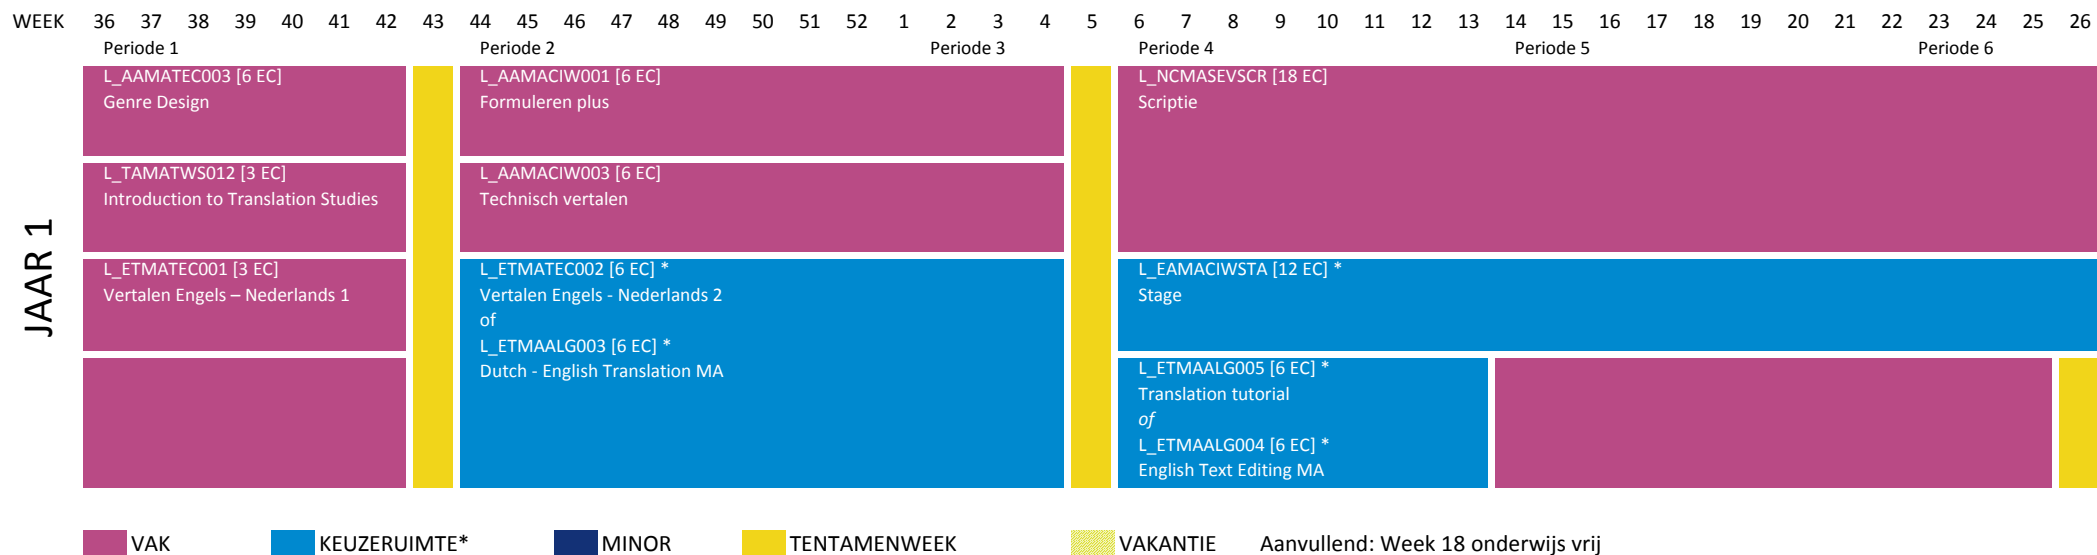 WEEK 36 37 38 39 40 41 42 43 44 45 46 47 48 49 50 51 52 1 2 3 4 5 6 7 8 9 10 11 12 13 14 15 16 17 18 19 20 21 22 23 24 25 26
Periode 1 Periode 2 Periode 3 Periode 4 Periode 5 Periode 6
JAAR 1
L_AAMATEC003 [6 EC]
Genre Design
L_TAMATWS012 [3 EC]
Introduction to Translation Studies
L_ETMATEC001 [3 EC]
Vertalen Engels – Nederlands 1
L_AAMACIW001 [6 EC]
Formuleren plus
L_AAMACIW003 [6 EC]
Technisch vertalen
L_ETMATEC002 [6 EC] *
Vertalen Engels - Nederlands 2
of
L_ETMAALG003 [6 EC] *
Dutch - English Translation MA
L_NCMASEVSCR [18 EC]
Scriptie
L_EAMACIWSTA [12 EC] *
Stage
L_ETMAALG005 [6 EC] *
Translation tutorial
of
L_ETMAALG004 [6 EC] *
English Text Editing MA
VAK KEUZERUIMTE* MINOR TENTAMENWEEK VAKANTIE Aanvullend: Week 18 onderwijs vrij